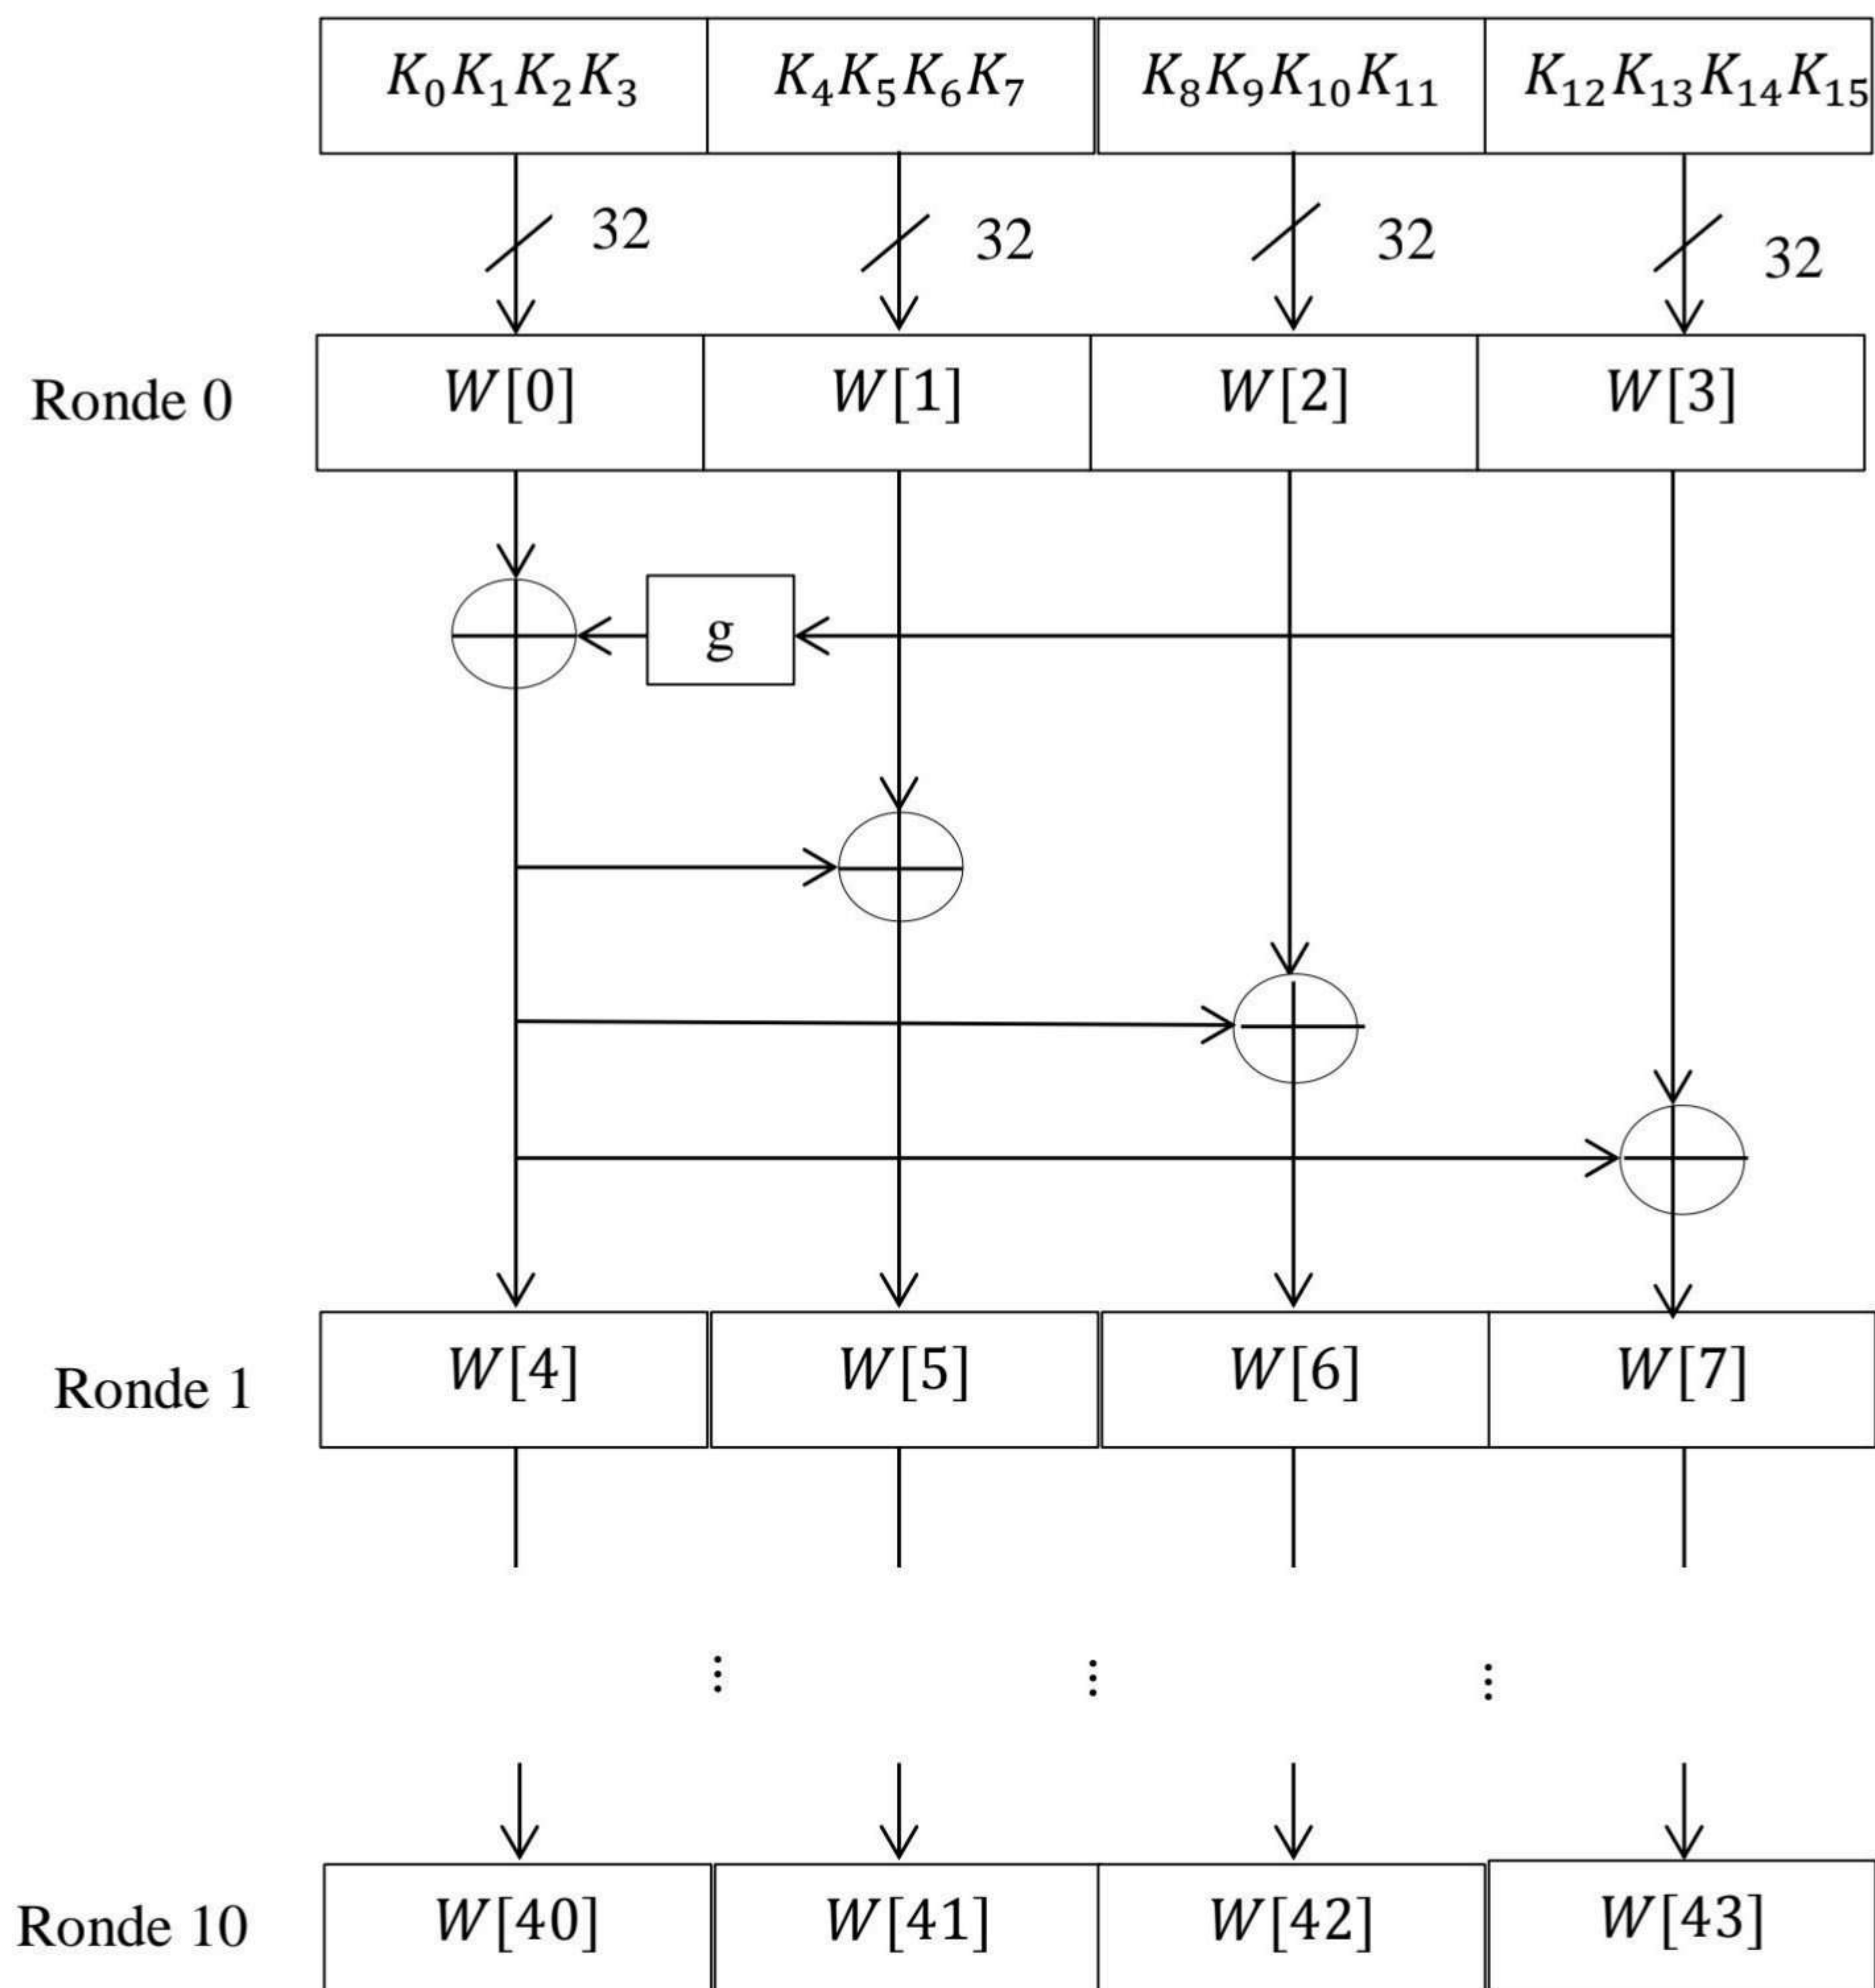 K₀K₁K₂K₃ K₄K₅K₆K₇ K₈K₉K₁₀K₁₁ K₁₂K₁₃K₁₄K₁₅
32 32 32 32
Ronde 0 W[0] W[1] W[2] W[3]
g
Ronde 1 W[4] W[5] W[6] W[7]
⋮ ⋮ ⋮
Ronde 10 W[40] W[41] W[42] W[43]